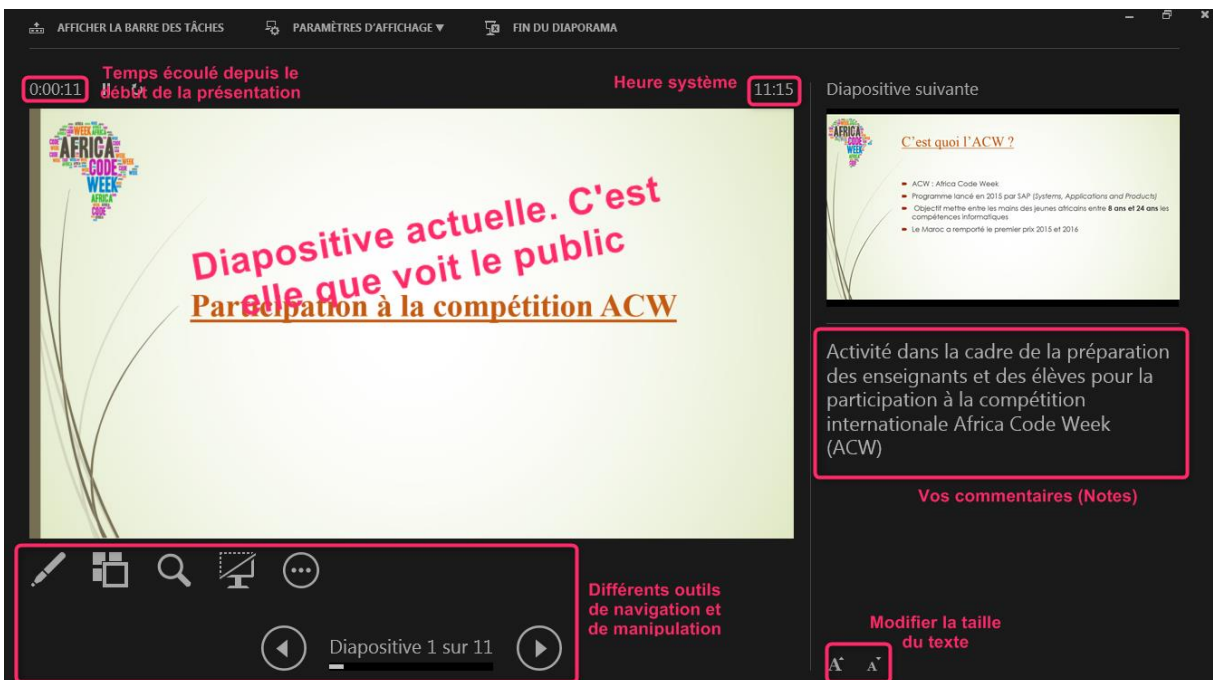 AFFICHER LA BARRE DES TÂCHES
PARAMÈTRES D'AFFICHAGE ▼
FIN DU DIAPORAMA
Temps écoulé depuis le
début de la présentation
0:00:11
Heure système
11:15
Diapositive suivante
AFRICA
CODE
WEEK
AFRICA
CODE
Diapositive actuelle. C'est
elle que voit le public
Participation à la compétition ACW
AFRICA
CODE
WEEK
C'est quoi l'ACW ?
ACW : Africa Code Week
Programme lancé en 2015 par SAP (Systems, Applications and Products)
Objectif mettre entre les mains des jeunes africains entre 8 ans et 24 ans les
compétences informatiques
Le Maroc a remporté le premier prix 2015 et 2016
Activité dans la cadre de la préparation
des enseignants et des élèves pour la
participation à la compétition
internationale Africa Code Week
(ACW)
Vos commentaires (Notes)
Différents outils
de navigation et
de manipulation
Diapositive 1 sur 11
Modifier la taille
du texte
A A